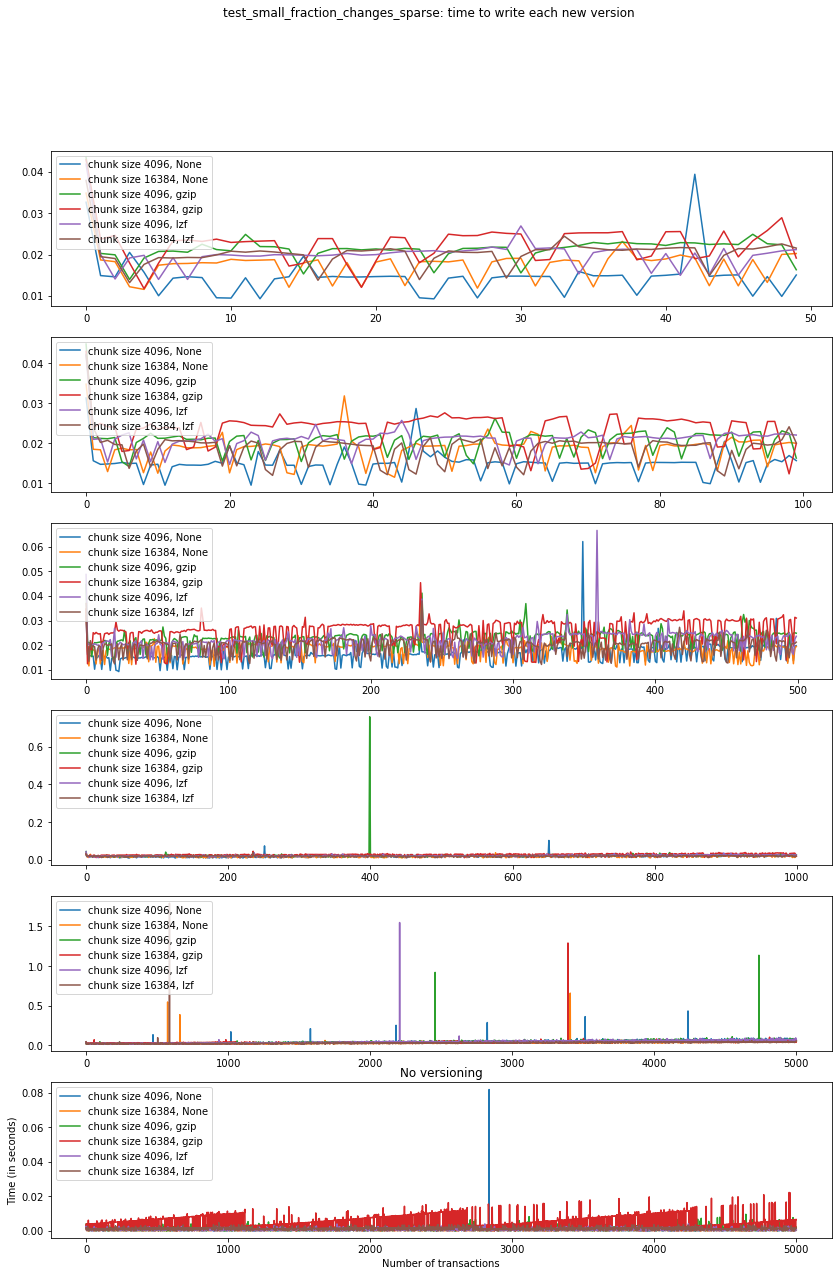 test_small_fraction_changes_sparse: time to write each new version
chunk size 4096, None
chunk size 16384, None
chunk size 4096, gzip
chunk size 16384, gzip
chunk size 4096, lzf
chunk size 16384, lzf
0.04
0.03
0.02
0.01
0 10 20 30 40 50
chunk size 4096, None
chunk size 16384, None
chunk size 4096, gzip
chunk size 16384, gzip
chunk size 4096, lzf
chunk size 16384, lzf
0.04
0.03
0.02
0.01
0 20 40 60 80 100
chunk size 4096, None
chunk size 16384, None
chunk size 4096, gzip
chunk size 16384, gzip
chunk size 4096, lzf
chunk size 16384, lzf
0.06
0.05
0.04
0.03
0.02
0.01
0 100 200 300 400 500
chunk size 4096, None
chunk size 16384, None
chunk size 4096, gzip
chunk size 16384, gzip
chunk size 4096, lzf
chunk size 16384, lzf
0.6
0.4
0.2
0.0
0 200 400 600 800 1000
chunk size 4096, None
chunk size 16384, None
chunk size 4096, gzip
chunk size 16384, gzip
chunk size 4096, lzf
chunk size 16384, lzf
1.5
1.0
0.5
0.0
0 1000 2000 3000 4000 5000
No versioning
chunk size 4096, None
chunk size 16384, None
chunk size 4096, gzip
chunk size 16384, gzip
chunk size 4096, lzf
chunk size 16384, lzf
0.08
0.06
0.04
0.02
0.00
Time (in seconds)
0 1000 2000 3000 4000 5000
Number of transactions